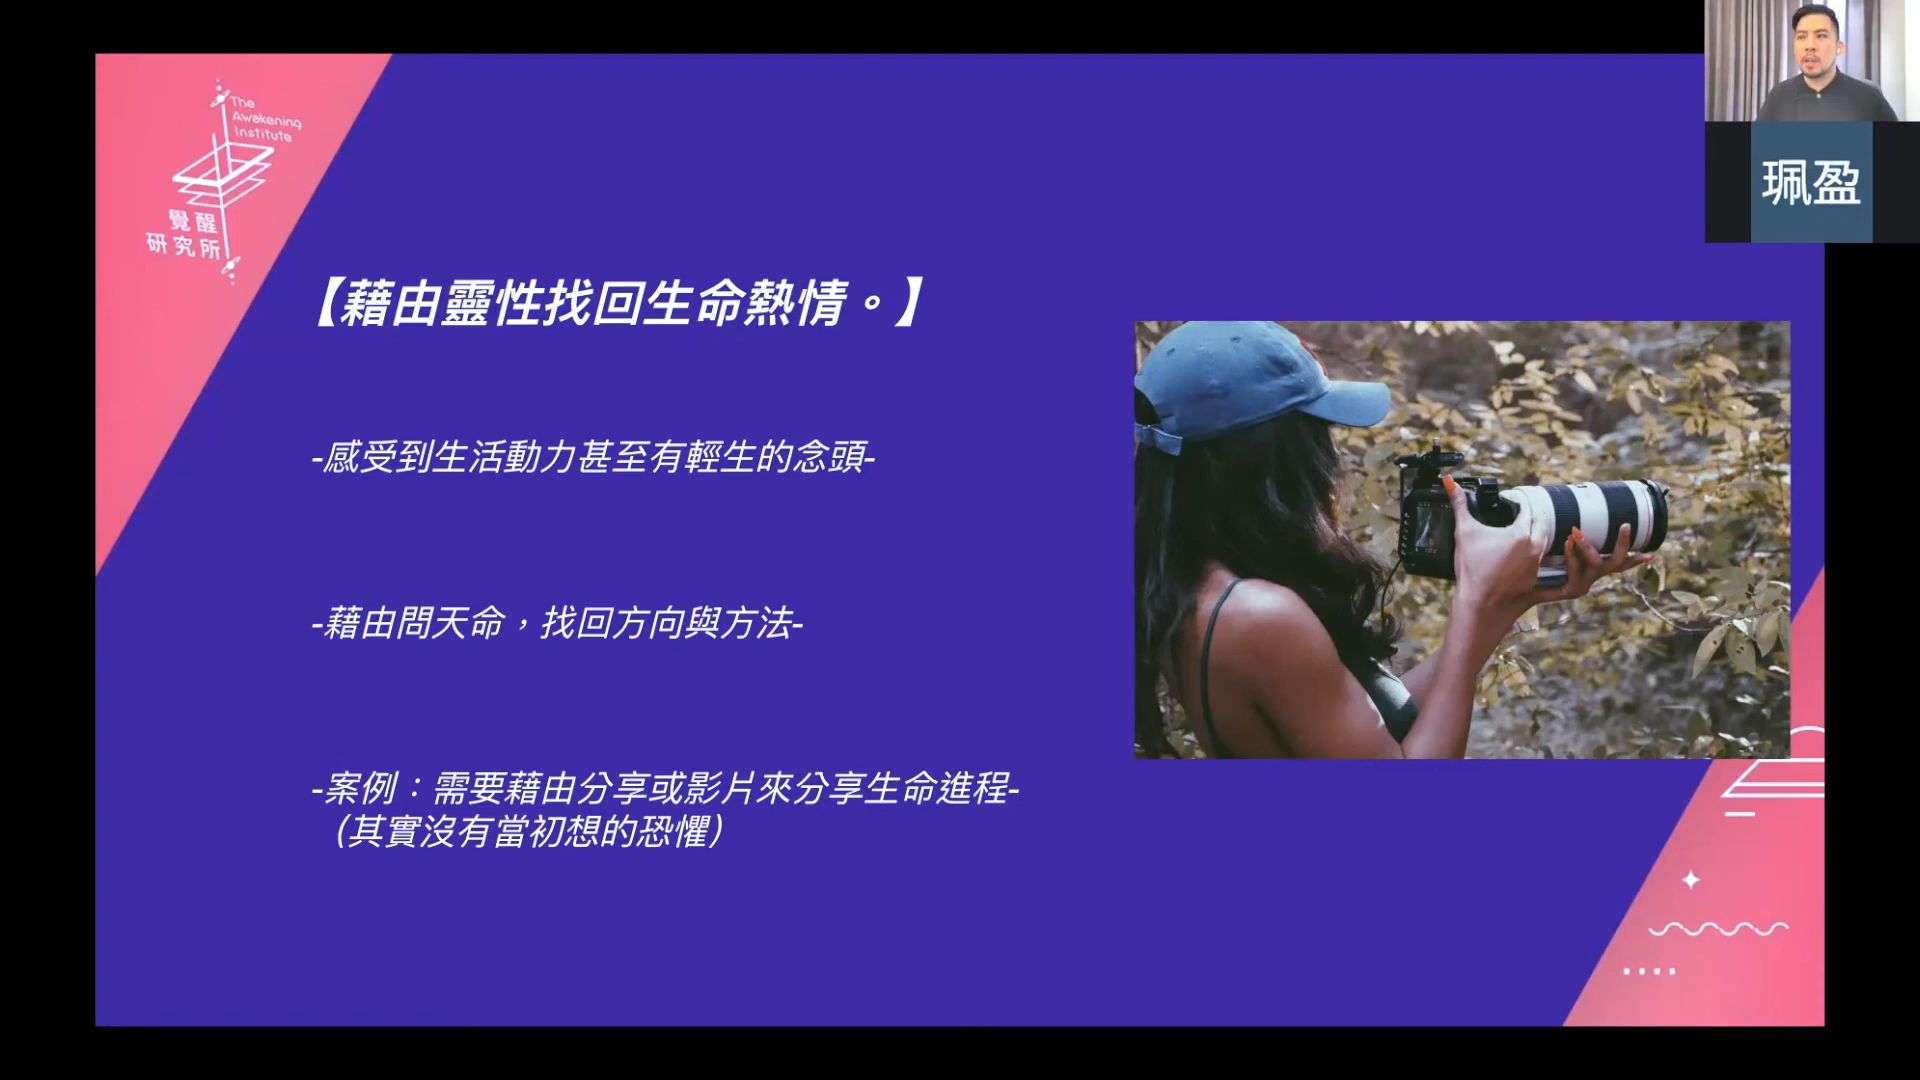 The
Awakening
Institute
覺醒
研究所
珮盈
【藉由靈性找回生命熱情。】
-感受到生活動力甚至有輕生的念頭-
-藉由問天命，找回方向與方法-
-案例：需要藉由分享或影片來分享生命進程-
（其實沒有當初想的恐懼）